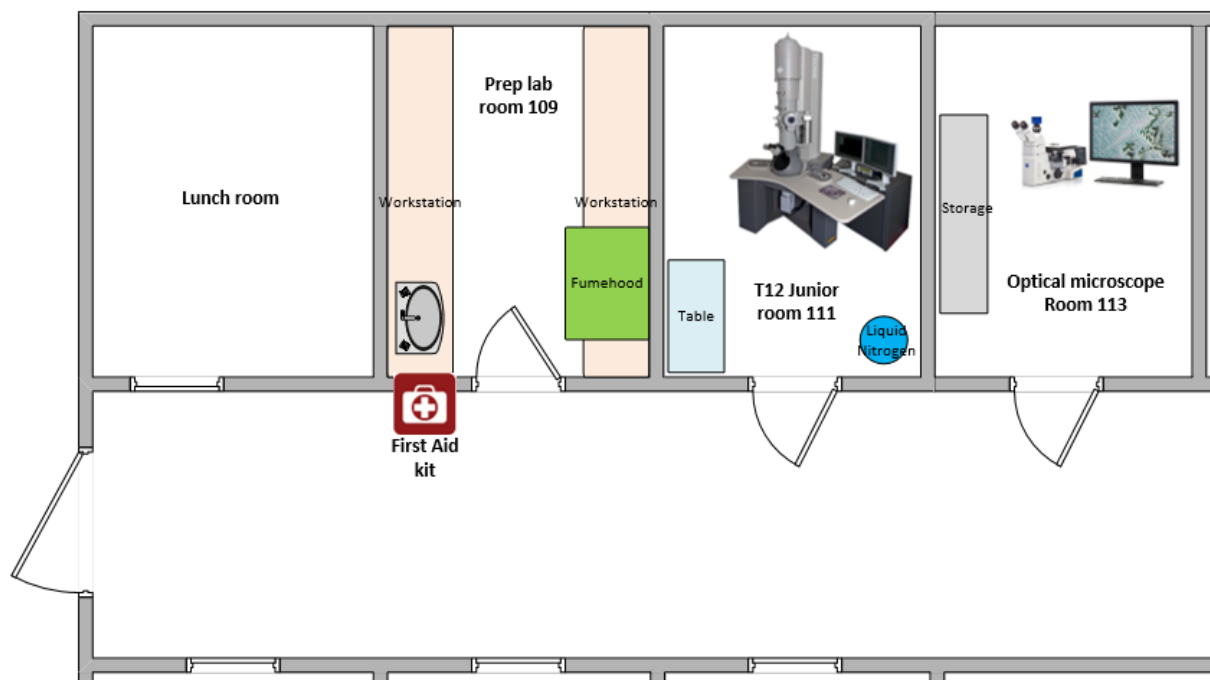 Lunch room
Prep lab
room 109
Workstation
Workstation
Fumehood
First Aid
kit
Table
T12 Junior
room 111
Liquid
Nitrogen
Storage
Optical microscope
Room 113